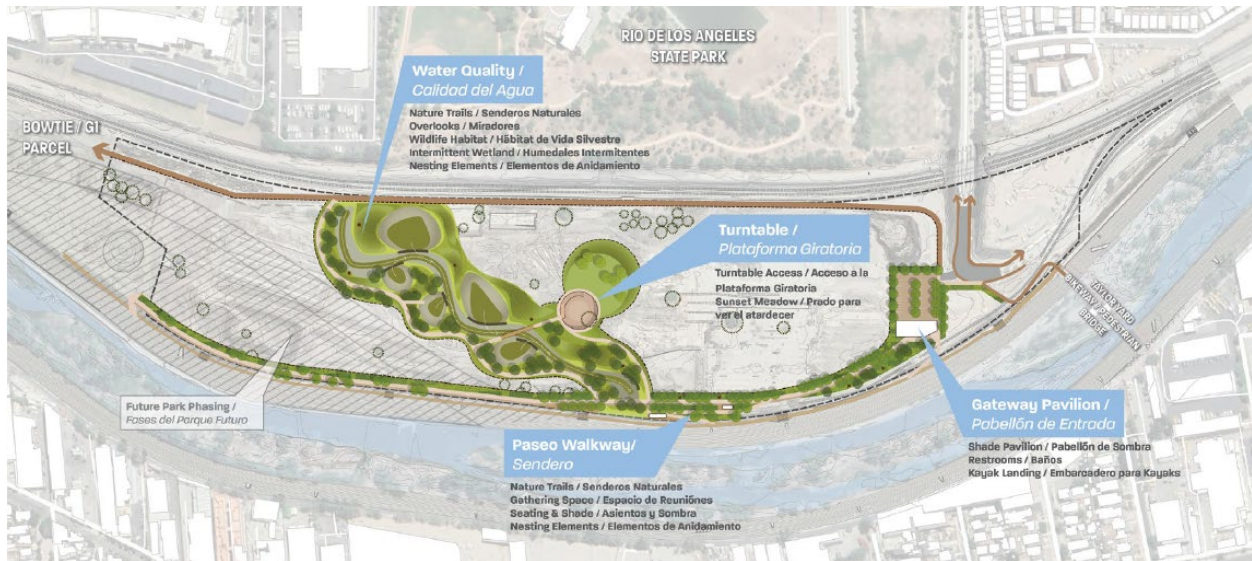 RIO DE LOS ANGELES
STATE PARK
Water Quality /
Calidad del Agua
Nature Trails / Senderos Naturales
Overlooks / Miradores
Wildlife Habitat / Hábitat de Vida Silvestre
Intermittent Wetland / Humedales Intermitentes
Nesting Elements / Elementos de Anidamiento
BOWTIE / G1
PARCEL
Turntable /
Plataforma Giratoria
Turntable Access / Acceso a la
Plataforma Giratoria
Sunset Meadow / Prado para
ver el atardecer
TAYLOR YARD
BIKEWAY / PEDESTRIAN
BRIDGE
Future Park Phasing /
Fases del Parque Futuro
Gateway Pavilion /
Pabellón de Entrada
Shade Pavilion / Pabellón de Sombra
Restrooms / Baños
Kayak Landing / Embarcadero para Kayaks
Paseo Walkway/
Sendero
Nature Trails / Senderos Naturales
Gathering Space / Espacio de Reuniónes
Seating & Shade / Asientos y Sombra
Nesting Elements / Elementos de Anidamiento